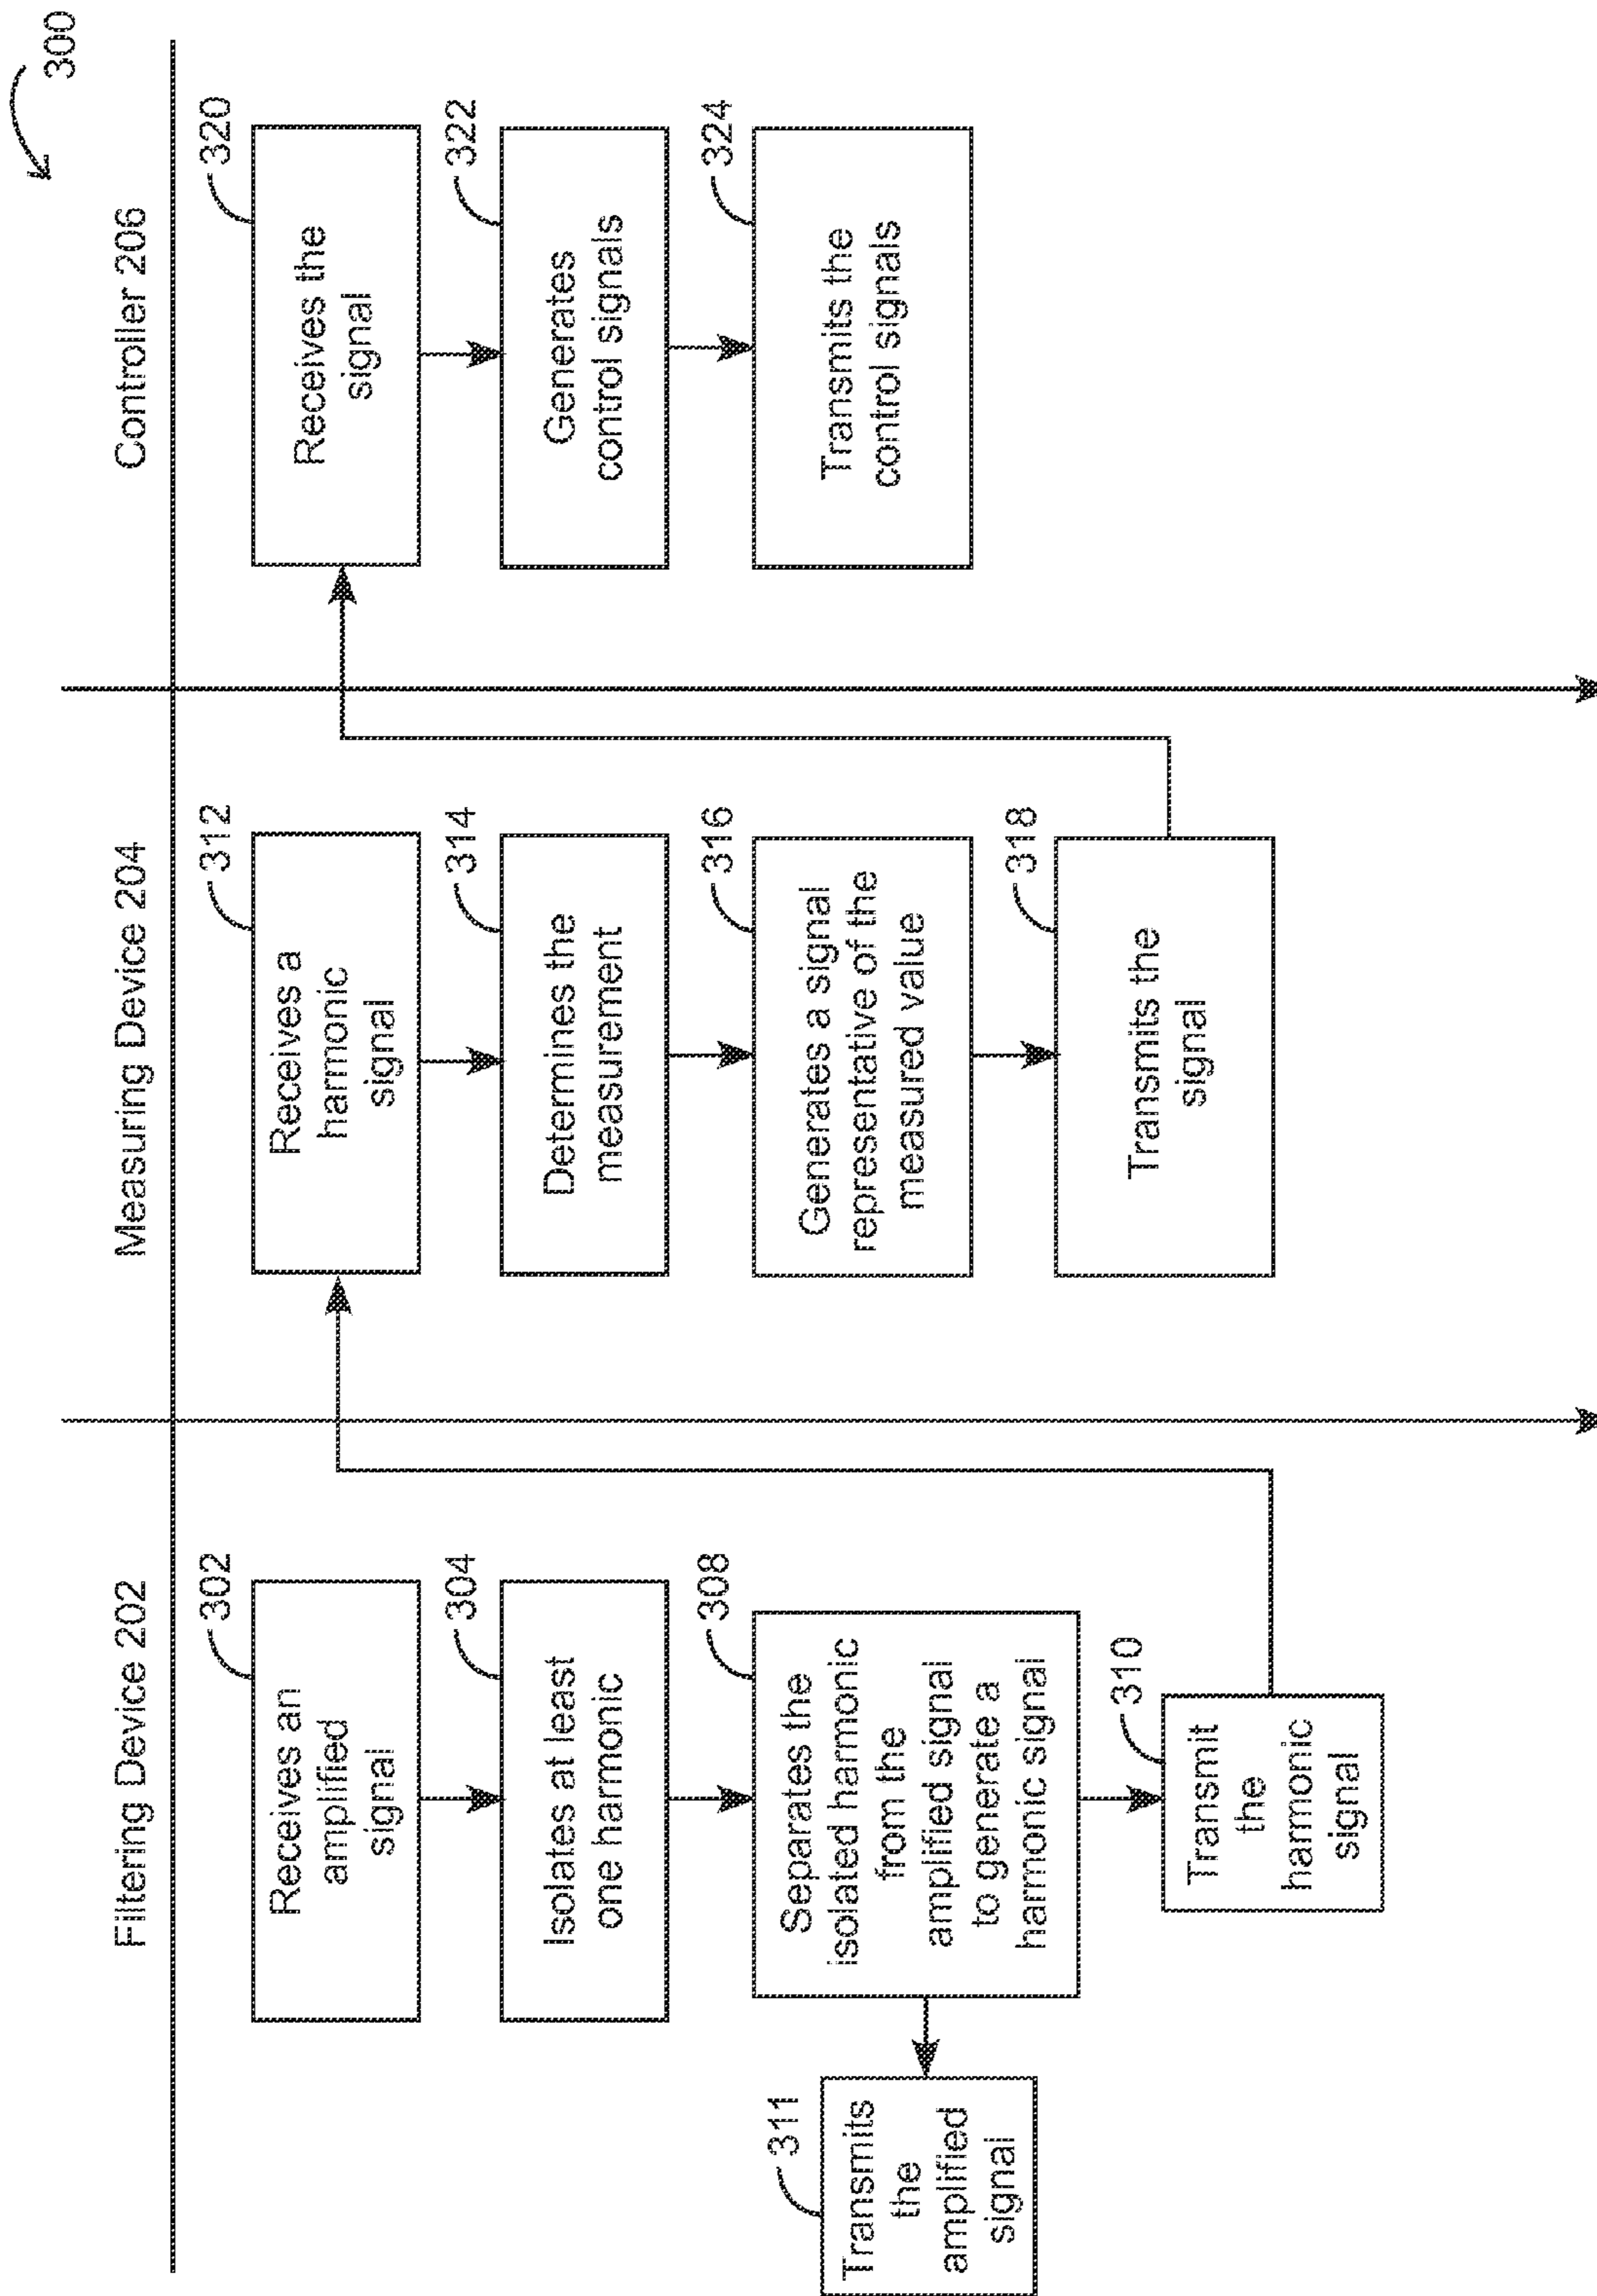 300
Filtering Device 202
Measuring Device 204
Controller 206
302
Receives an
amplified
signal
304
Isolates at least
one harmonic
308
Separates the
isolated harmonic
from the
amplified signal
to generate a
harmonic signal
310
Transmit
the
harmonic
signal
311
Transmits
the
amplified
signal
312
Receives a
harmonic
signal
314
Determines the
measurement
316
Generates a signal
representative of the
measured value
318
Transmits the
signal
320
Receives the
signal
322
Generates
control signals
324
Transmits the
control signals